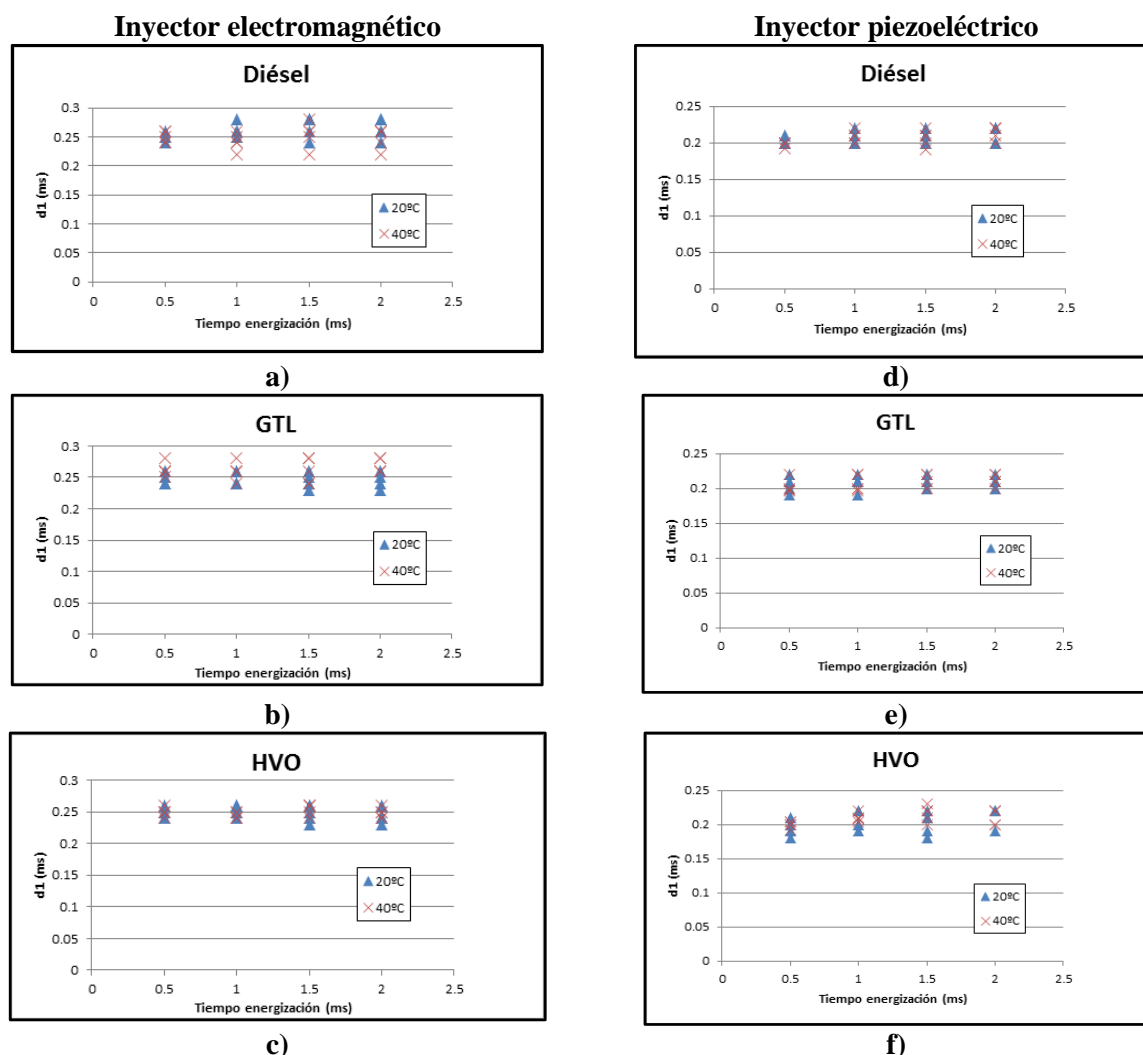 Inyector electromagnético
Inyector piezoeléctrico
Diésel
0.3
0.25
0.2
0.15
0.1
0.05
0
d1 (ms)
0 0.5 1 1.5 2 2.5
Tiempo energización (ms)
20ºC
40ºC
a)
Diésel
0.25
0.2
0.15
0.1
0.05
0
d1 (ms)
0 0.5 1 1.5 2 2.5
Tiempo energización (ms)
20ºC
40ºC
d)
GTL
0.3
0.25
0.2
0.15
0.1
0.05
0
d1 (ms)
0 0.5 1 1.5 2 2.5
Tiempo energización (ms)
20ºC
40ºC
b)
GTL
0.25
0.2
0.15
0.1
0.05
0
d1 (ms)
0 0.5 1 1.5 2 2.5
Tiempo energización (ms)
20ºC
40ºC
e)
HVO
0.3
0.25
0.2
0.15
0.1
0.05
0
d1 (ms)
0 0.5 1 1.5 2 2.5
Tiempo energización (ms)
20ºC
40ºC
c)
HVO
0.25
0.2
0.15
0.1
0.05
0
d1 (ms)
0 0.5 1 1.5 2 2.5
Tiempo energización (ms)
20ºC
40ºC
f)